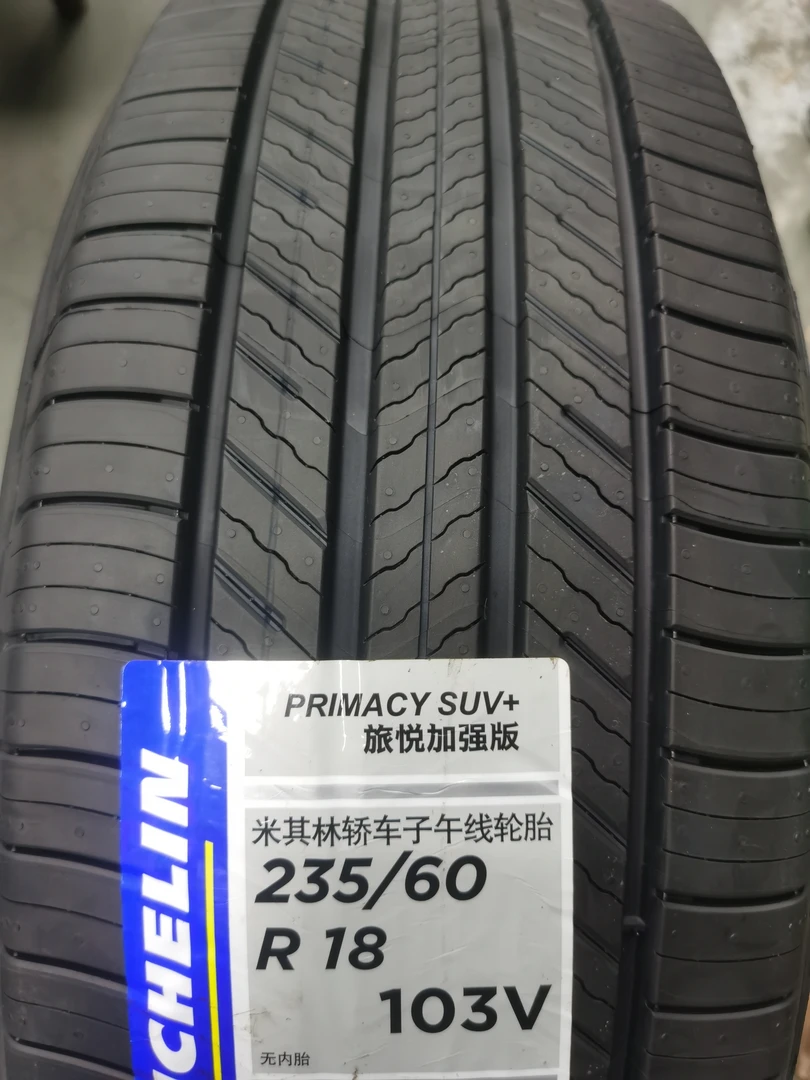 PRIMACY SUV+
旅悦加强版
米其林轿车子午线轮胎
235/60
R 18
103V
无内胎
CHELIN